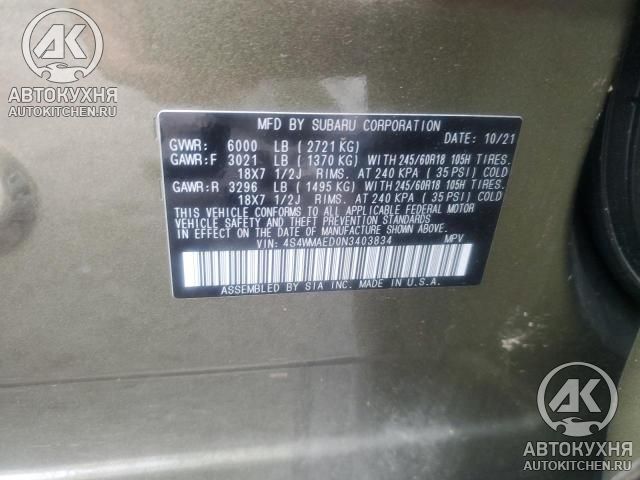 AK
АВТОКУХНЯ
AUTOKITCHEN.RU
MFD BY SUBARU CORPORATION
DATE: 10/21
GVWR: 6000 LB ( 2721 KG)
GAWR:F 3021 LB ( 1370 KG) WITH 245/60R18 105H TIRES.
18X7 1/2J RIMS. AT 240 KPA ( 35 PSI) COLD
GAWR:R 3296 LB ( 1495 KG) WITH 245/60R18 105H TIRES.
18X7 1/2J RIMS. AT 240 KPA ( 35 PSI) COLD
THIS VEHICLE CONFORMS TO ALL APPLICABLE FEDERAL MOTOR
VEHICLE SAFETY AND THEFT PREVENTION STANDARDS
IN EFFECT ON THE DATE OF MANUFACTURE SHOWN ABOVE.
VIN: 4S4WMAED0N3403834 MPV
ASSEMBLED BY SIA INC. MADE IN U.S.A.
AK
АВТОКУХНЯ
AUTOKITCHEN.RU